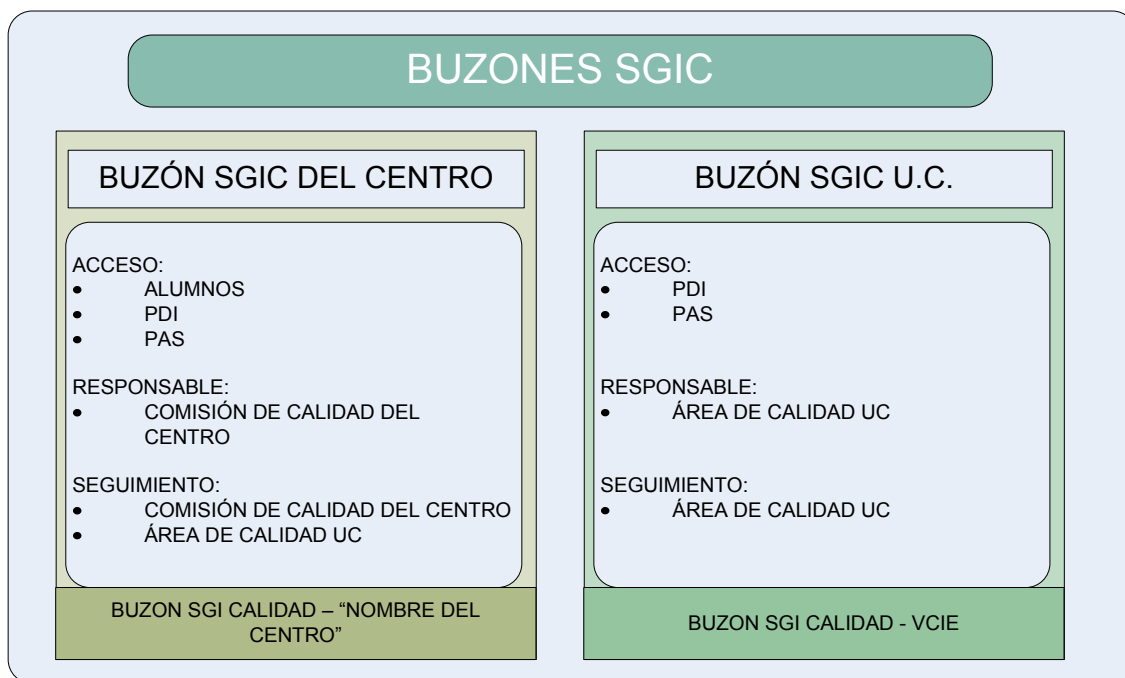 BUZONES SGIC
BUZÓN SGIC DEL CENTRO
ACCESO:
• ALUMNOS
• PDI
• PAS
RESPONSABLE:
• COMISIÓN DE CALIDAD DEL
CENTRO
SEGUIMIENTO:
• COMISIÓN DE CALIDAD DEL CENTRO
• ÁREA DE CALIDAD UC
BUZON SGI CALIDAD – “NOMBRE DEL
CENTRO”
BUZÓN SGIC U.C.
ACCESO:
• PDI
• PAS
RESPONSABLE:
• ÁREA DE CALIDAD UC
SEGUIMIENTO:
• ÁREA DE CALIDAD UC
BUZON SGI CALIDAD - VCIE